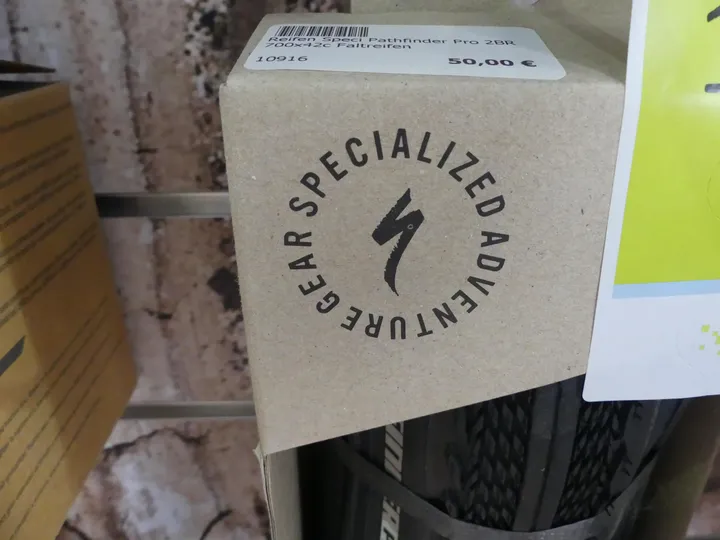 Reifen Speci Pathfinder Pro 2BR
700x42c Faltreifen
10916
50,00 €
SPECIALIZED ADVENTURE GEAR